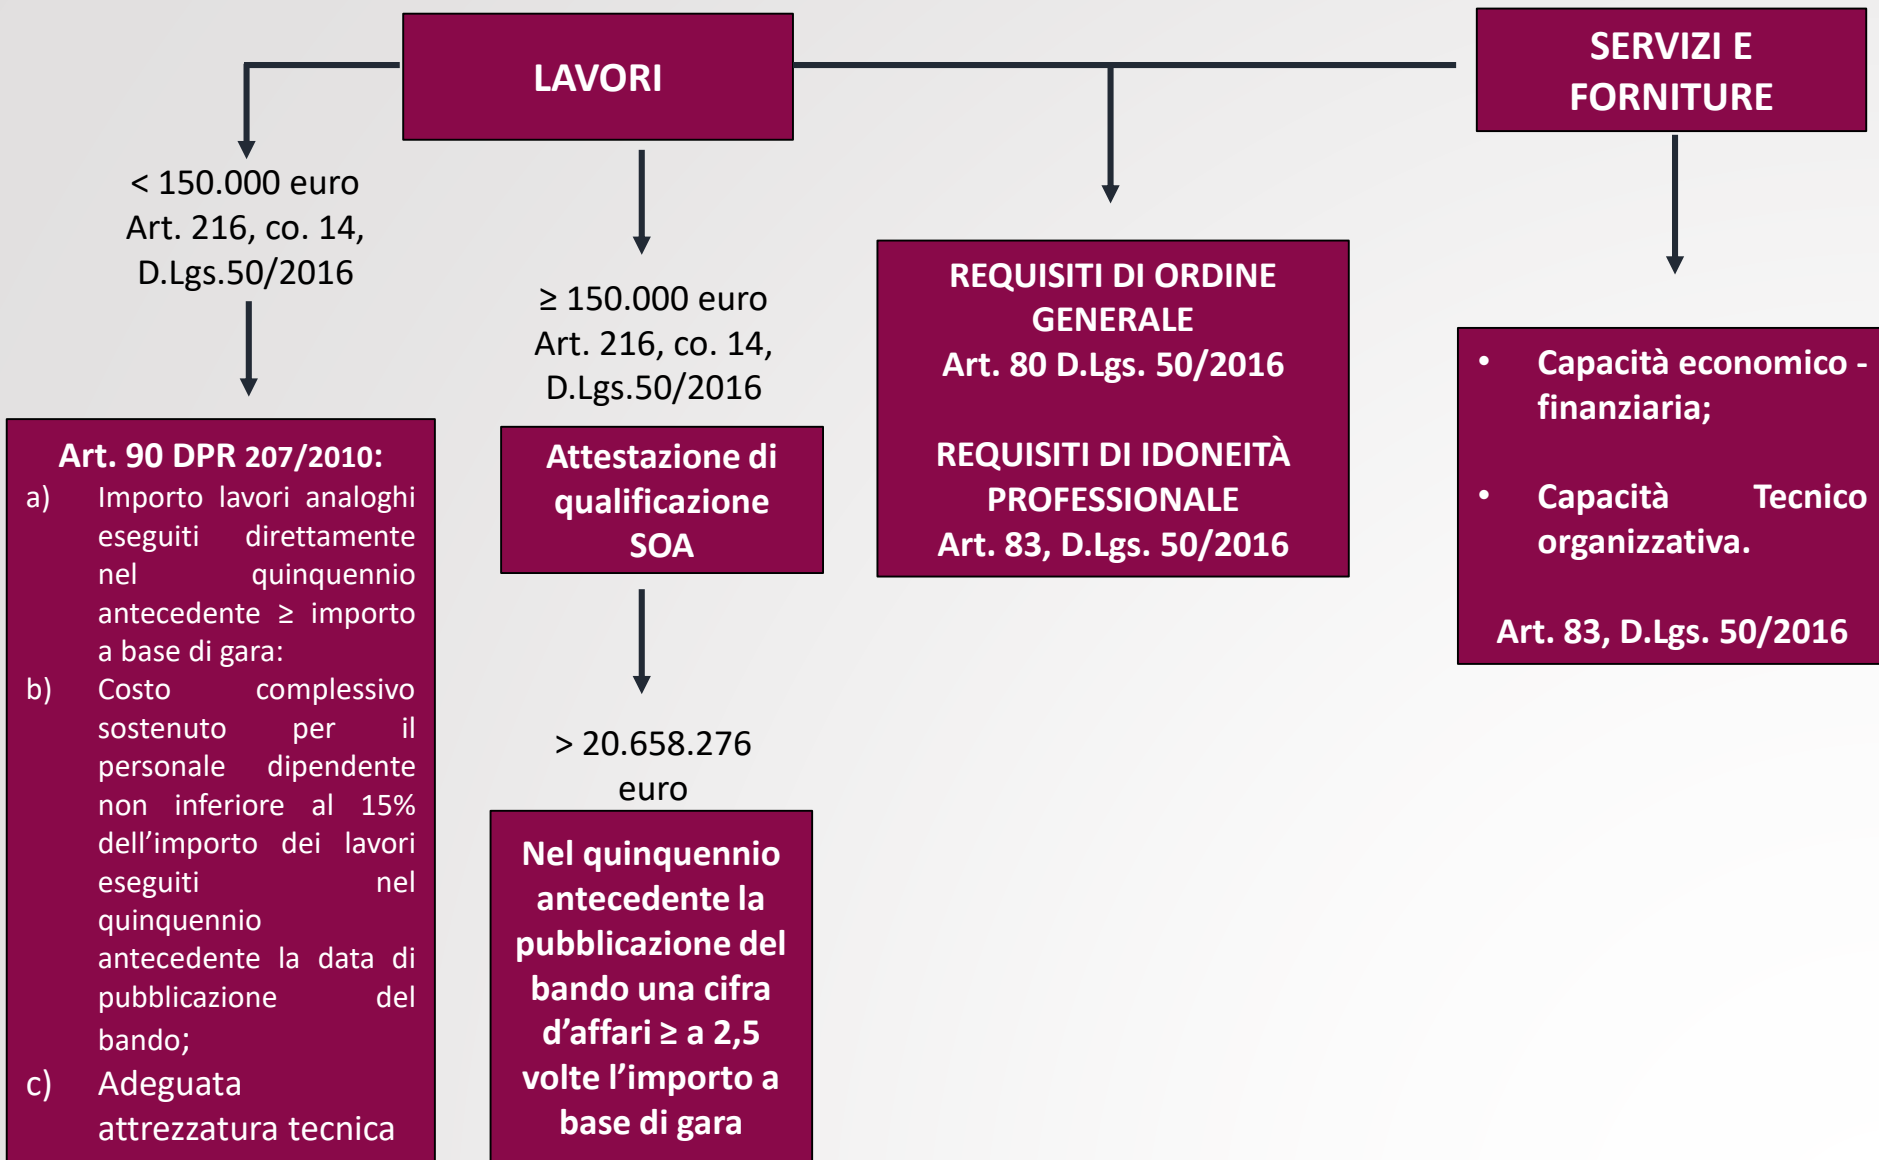 LAVORI
SERVIZI E
FORNITURE
< 150.000 euro
Art. 216, co. 14,
D.Lgs.50/2016
Art. 90 DPR 207/2010:
a) Importo lavori analoghi
eseguiti direttamente
nel quinquennio
antecedente ≥ importo
a base di gara:
b) Costo complessivo
sostenuto per il
personale dipendente
non inferiore al 15%
dell’importo dei lavori
eseguiti nel
quinquennio
antecedente la data di
pubblicazione del
bando;
c) Adeguata
attrezzatura tecnica
≥ 150.000 euro
Art. 216, co. 14,
D.Lgs.50/2016
Attestazione di
qualificazione
SOA
> 20.658.276
euro
Nel quinquennio
antecedente la
pubblicazione del
bando una cifra
d’affari ≥ a 2,5
volte l’importo a
base di gara
REQUISITI DI ORDINE
GENERALE
Art. 80 D.Lgs. 50/2016
REQUISITI DI IDONEITÀ
PROFESSIONALE
Art. 83, D.Lgs. 50/2016
• Capacità economico -
finanziaria;
• Capacità Tecnico
organizzativa.
Art. 83, D.Lgs. 50/2016